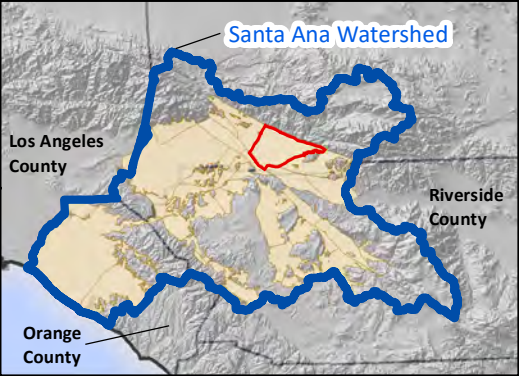 Santa Ana Watershed
Los Angeles
County
Riverside
County
Orange
County